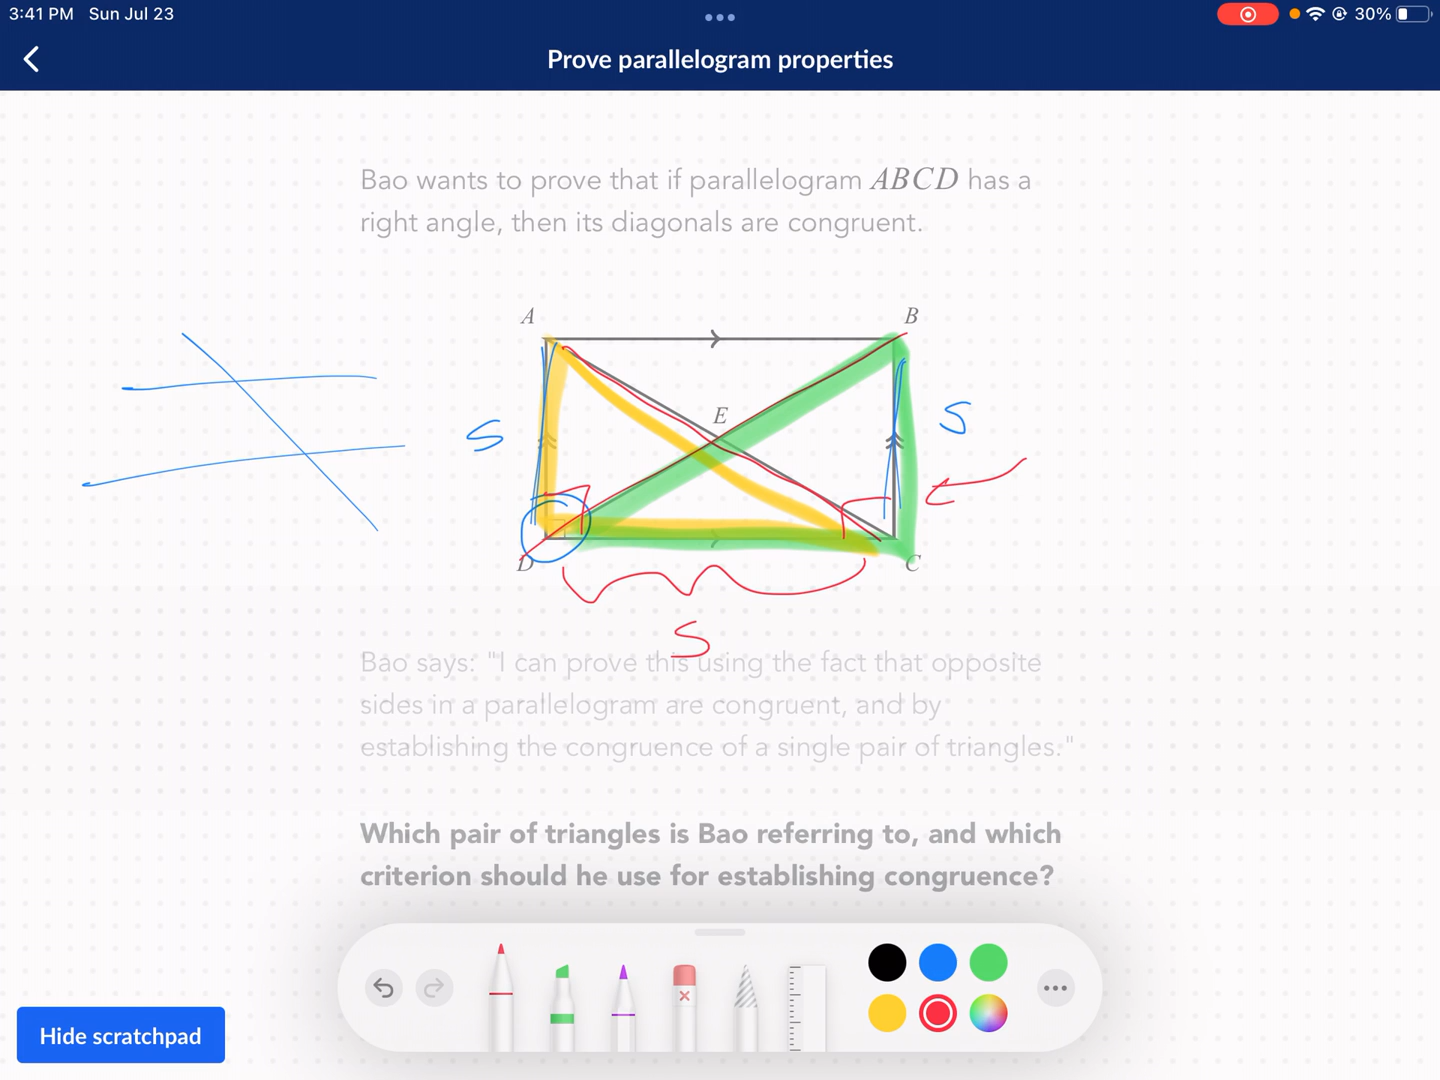 3:41 PM Sun Jul 23
30%
Prove parallelogram properties
Bao wants to prove that if parallelogram ABCD has a
right angle, then its diagonals are congruent.
A
B
E
S
S
D
C
S
Bao says: "I can prove this using the fact that opposite
sides in a parallelogram are congruent, and by
establishing the congruence of a single pair of triangles."
Which pair of triangles is Bao referring to, and which
criterion should he use for establishing congruence?
Hide scratchpad